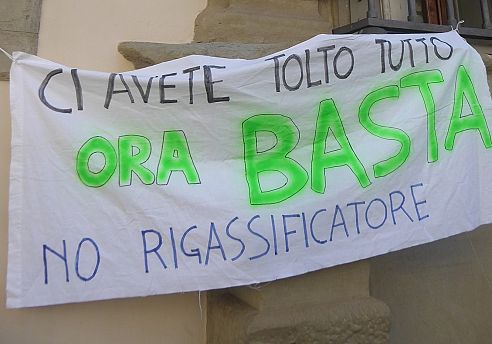 CI AVETE TOLTO TUTTO
ORA BASTA
NO RIGASSIFICATORE